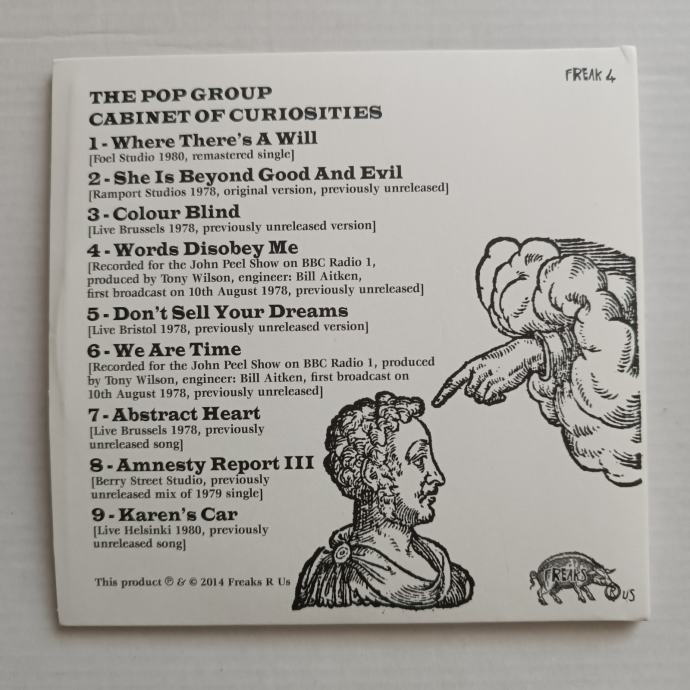 FREAK 4
THE POP GROUP
CABINET OF CURIOSITIES
1 - Where There's A Will
[Foel Studio 1980, remastered single]
2 - She Is Beyond Good And Evil
[Ramport Studios 1978, original version, previously unreleased]
3 - Colour Blind
[Live Brussels 1978, previously unreleased version]
4 - Words Disobey Me
[Recorded for the John Peel Show on BBC Radio 1,
produced by Tony Wilson, engineer: Bill Aitken,
first broadcast on 10th August 1978, previously unreleased]
5 - Don't Sell Your Dreams
[Live Bristol 1978, previously unreleased version]
6 - We Are Time
[Recorded for the John Peel Show on BBC Radio 1, produced
by Tony Wilson, engineer: Bill Aitken, first broadcast on
10th August 1978, previously unreleased]
7 - Abstract Heart
[Live Brussels 1978, previously
unreleased song]
8 - Amnesty Report III
[Berry Street Studio, previously
unreleased mix of 1979 single]
9 - Karen's Car
[Live Helsinki 1980, previously
unreleased song]
This product ℗ & © 2014 Freaks R Us
FREAKS
R US